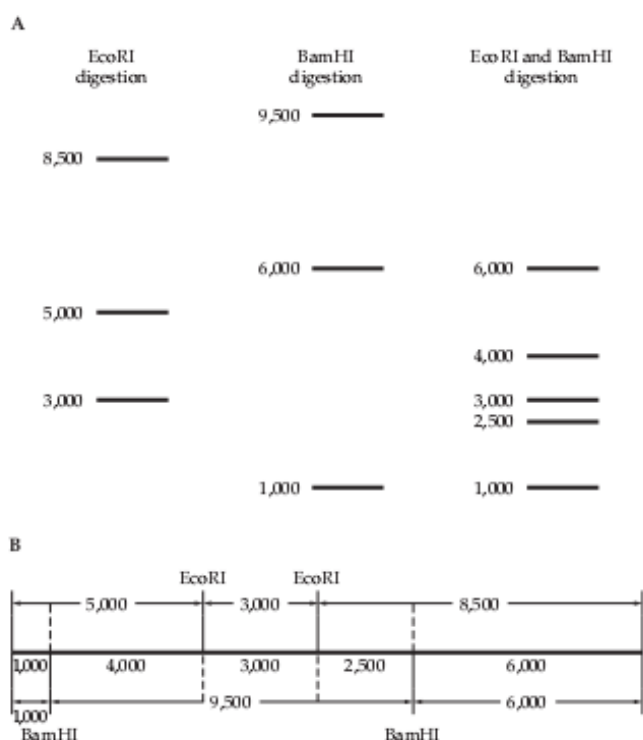 A
EcoRI digestion
BamHI digestion
EcoRI and BamHI digestion
9,500
8,500
6,000
6,000
5,000
4,000
3,000
3,000
2,500
1,000
1,000
B
EcoRI
EcoRI
5,000
3,000
8,500
1,000
4,000
3,000
2,500
6,000
1,000
9,500
6,000
BamHI
BamHI